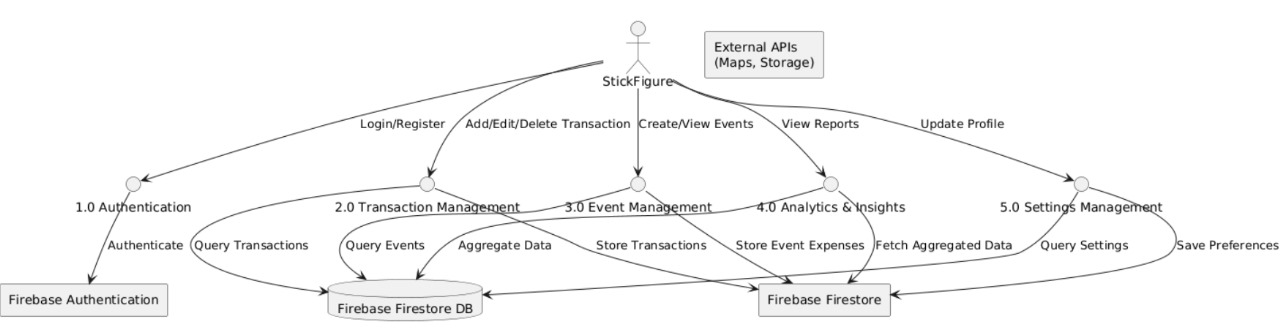 External APIs
(Maps, Storage)
StickFigure
Login/Register
Add/Edit/Delete Transaction
Create/View Events
View Reports
Update Profile
1.0 Authentication
2.0 Transaction Management
3.0 Event Management
4.0 Analytics & Insights
5.0 Settings Management
Authenticate
Query Transactions
Query Events
Aggregate Data
Store Transactions
Store Event Expenses
Fetch Aggregated Data
Query Settings
Save Preferences
Firebase Authentication
Firebase Firestore DB
Firebase Firestore